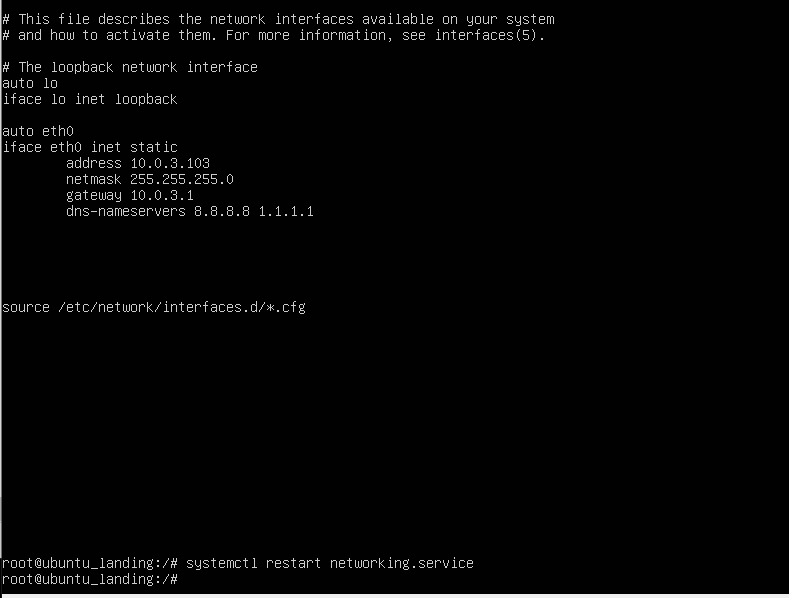 # This file describes the network interfaces available on your system
# and how to activate them. For more information, see interfaces(5).
# The loopback network interface
auto lo
iface lo inet loopback
auto eth0
iface eth0 inet static
address 10.0.3.103
netmask 255.255.255.0
gateway 10.0.3.1
dns-nameservers 8.8.8.8 1.1.1.1
source /etc/network/interfaces.d/*.cfg
root@ubuntu_landing:/# systemctl restart networking.service
root@ubuntu_landing:/#